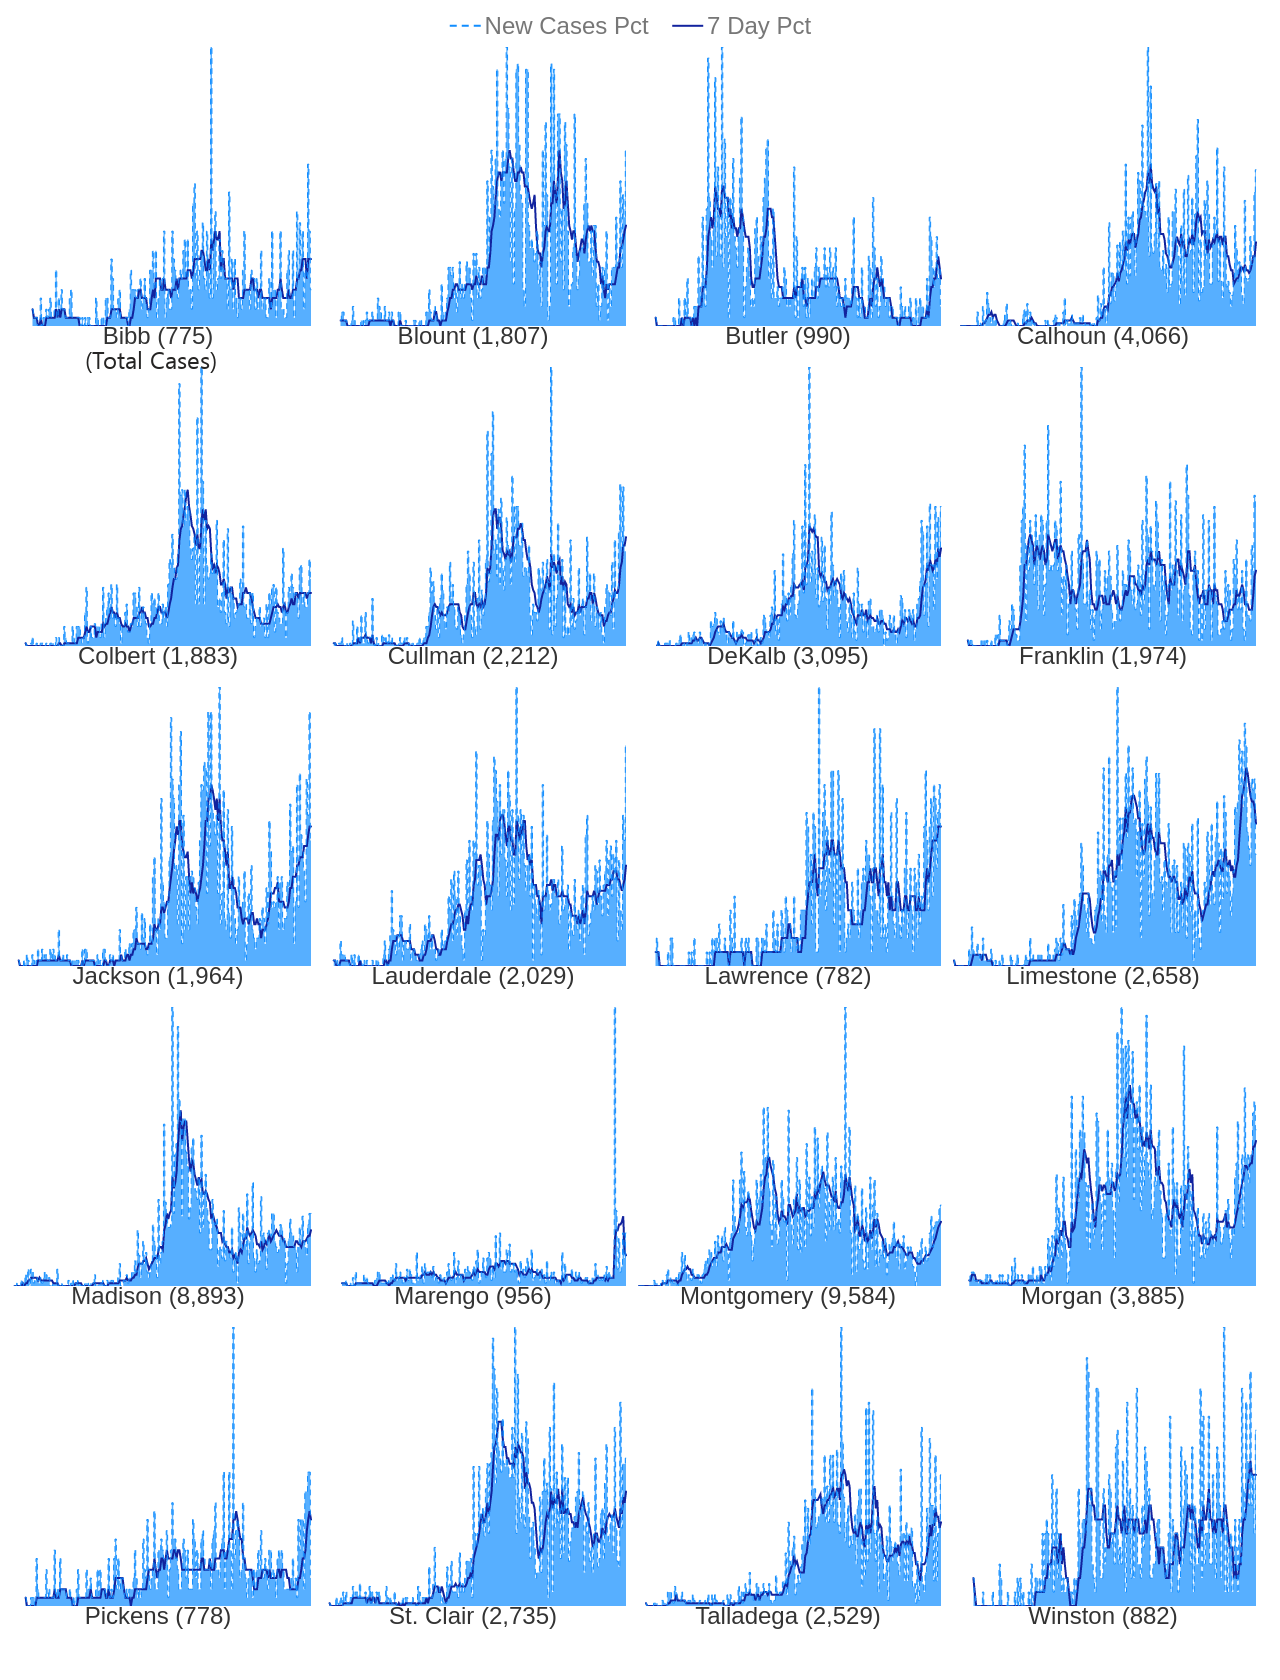 New Cases Pct 7 Day Pct
Bibb (775) Blount (1,807) Butler (990) Calhoun (4,066)
(Total Cases)
Colbert (1,883) Cullman (2,212) DeKalb (3,095) Franklin (1,974)
Jackson (1,964) Lauderdale (2,029) Lawrence (782) Limestone (2,658)
Madison (8,893) Marengo (956) Montgomery (9,584) Morgan (3,885)
Pickens (778) St. Clair (2,735) Talladega (2,529) Winston (882)